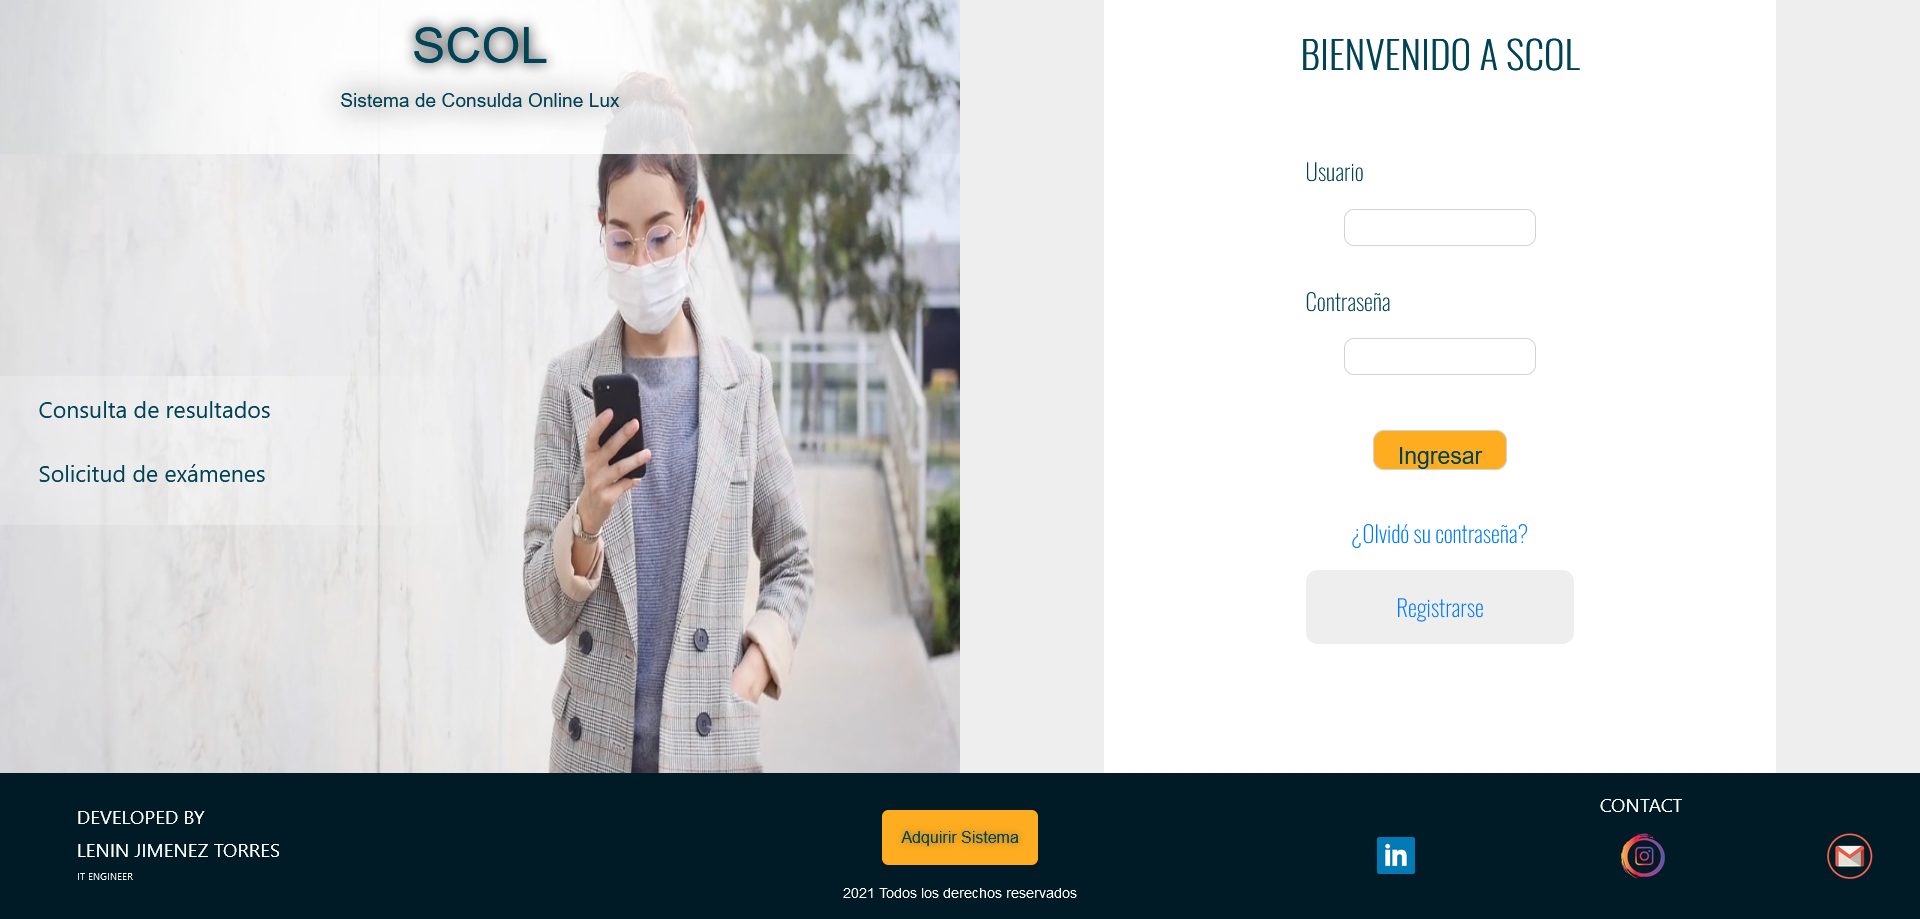 SCOL
Sistema de Consulda Online Lux
Consulta de resultados
Solicitud de exámenes
BIENVENIDO A SCOL
Usuario
Contraseña
Ingresar
¿Olvidó su contraseña?
Registrarse
DEVELOPED BY
LENIN JIMENEZ TORRES
IT ENGINEER
Adquirir Sistema
2021 Todos los derechos reservados
CONTACT
in